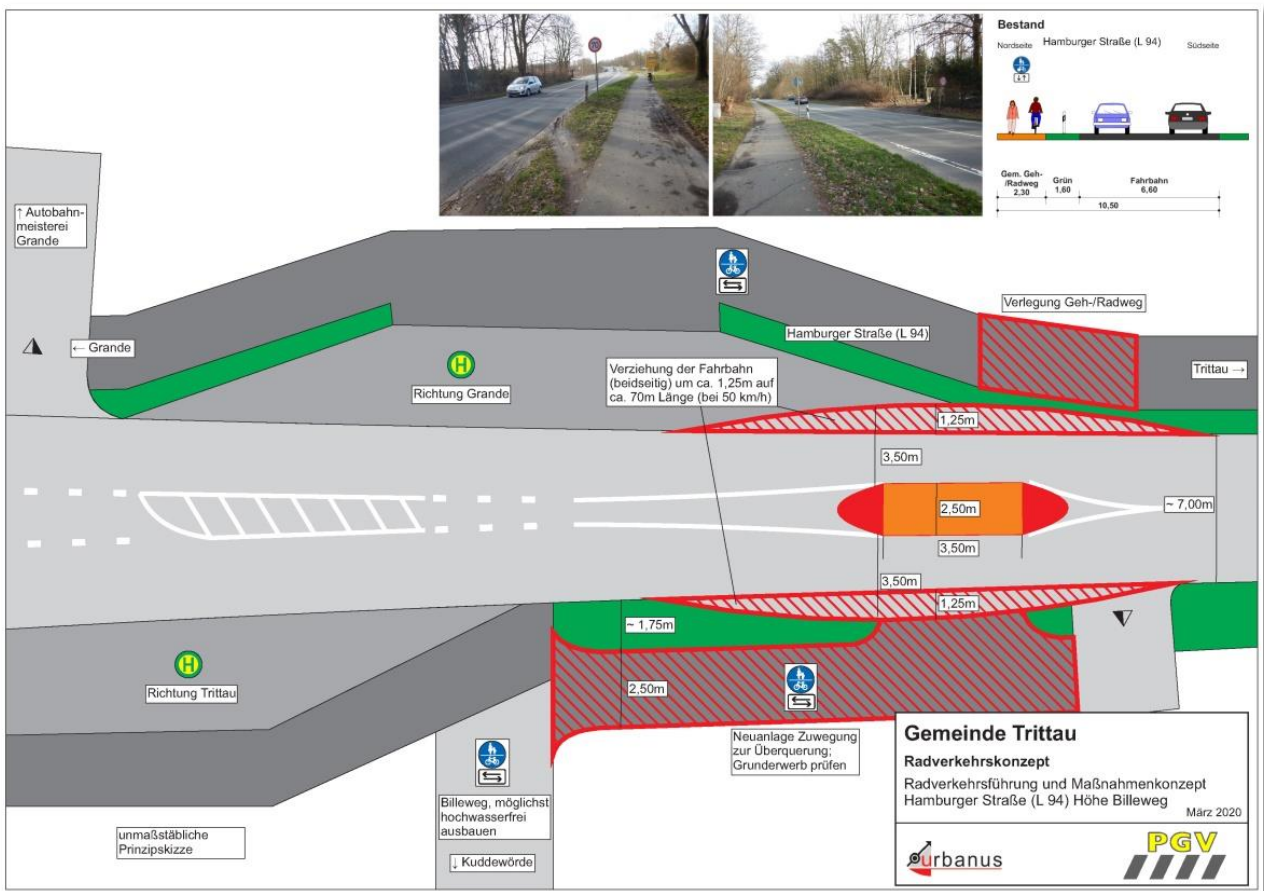 Bestand
Nordseite
Hamburger Straße (L 94)
Südseite
Gem. Geh-
/Radweg
2,30
Grün
1,60
Fahrbahn
6,60
10,50
↑ Autobahn-
meisterei
Grande
← Grande
H
Richtung Grande
Hamburger Straße (L 94)
Verlegung Geh-/Radweg
Trittau →
Verziehung der Fahrbahn
(beidseitig) um ca. 1,25m auf
ca. 70m Länge (bei 50 km/h)
1,25m
3,50m
2,50m
~ 7,00m
3,50m
3,50m
1,25m
~ 1,75m
2,50m
H
Richtung Trittau
Neuanlage Zuwegung
zur Überquerung;
Grunderwerb prüfen
Billeweg, möglichst
hochwasserfrei
ausbauen
↓ Kuddewörde
unmaßstäbliche
Prinzipskizze
Gemeinde Trittau
Radverkehrskonzept
Radverkehrsführung und Maßnahmenkonzept
Hamburger Straße (L 94) Höhe Billeweg
März 2020
urbanus
PGV